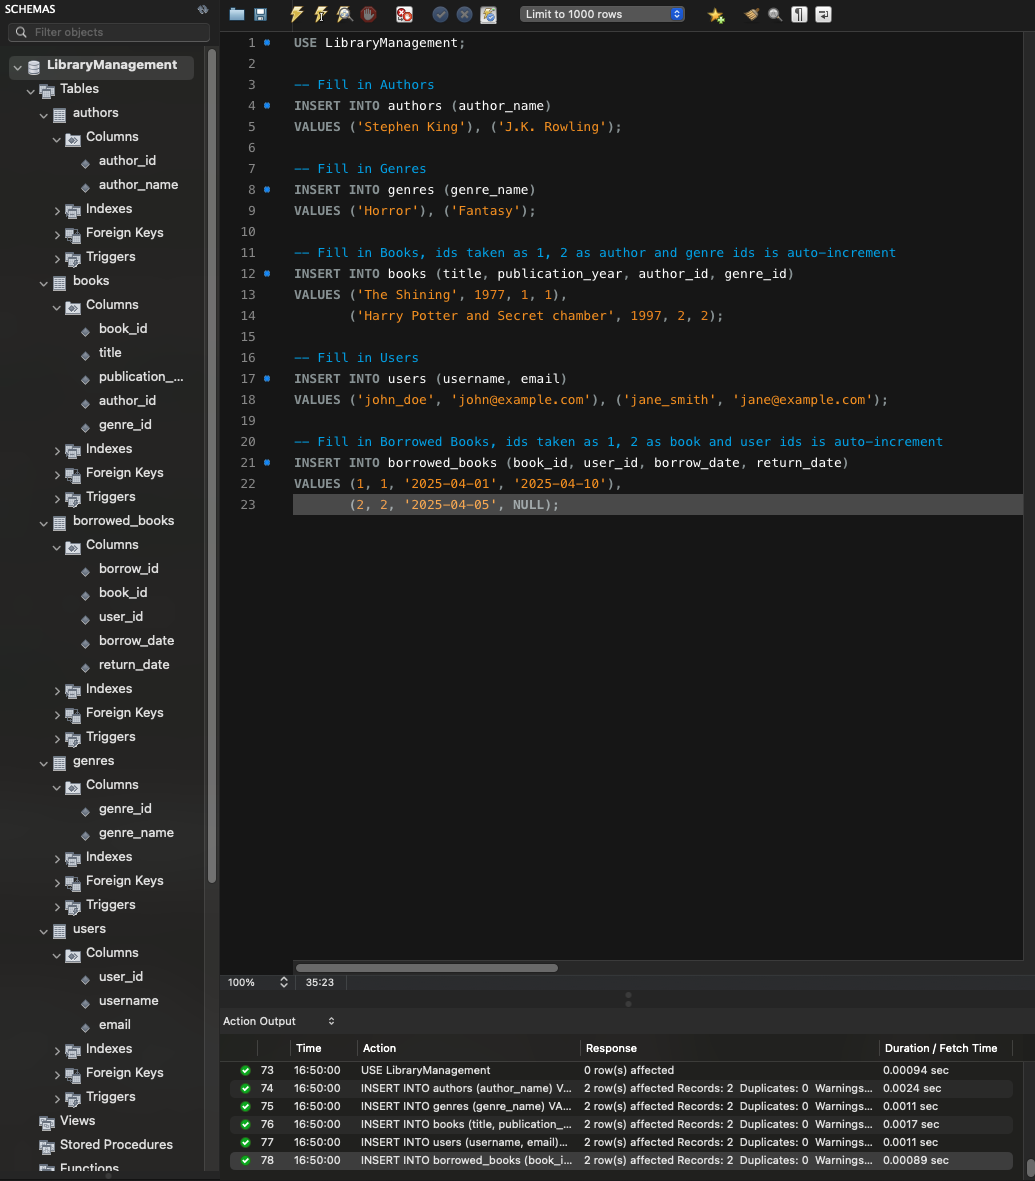 SCHEMAS
Filter objects
LibraryManagement
Tables
authors
Columns
author_id
author_name
Indexes
Foreign Keys
Triggers
books
Columns
book_id
title
publication_...
author_id
genre_id
Indexes
Foreign Keys
Triggers
borrowed_books
Columns
borrow_id
book_id
user_id
borrow_date
return_date
Indexes
Foreign Keys
Triggers
genres
Columns
genre_id
genre_name
Indexes
Foreign Keys
Triggers
users
Columns
user_id
username
email
Indexes
Foreign Keys
Triggers
Views
Stored Procedures
Functions
Limit to 1000 rows
1 USE LibraryManagement;
2
3 -- Fill in Authors
4 INSERT INTO authors (author_name)
5 VALUES ('Stephen King'), ('J.K. Rowling');
6
7 -- Fill in Genres
8 INSERT INTO genres (genre_name)
9 VALUES ('Horror'), ('Fantasy');
10
11 -- Fill in Books, ids taken as 1, 2 as author and genre ids is auto-increment
12 INSERT INTO books (title, publication_year, author_id, genre_id)
13 VALUES ('The Shining', 1977, 1, 1),
14 ('Harry Potter and Secret chamber', 1997, 2, 2);
15
16 -- Fill in Users
17 INSERT INTO users (username, email)
18 VALUES ('john_doe', 'john@example.com'), ('jane_smith', 'jane@example.com');
19
20 -- Fill in Borrowed Books, ids taken as 1, 2 as book and user ids is auto-increment
21 INSERT INTO borrowed_books (book_id, user_id, borrow_date, return_date)
22 VALUES (1, 1, '2025-04-01', '2025-04-10'),
23 (2, 2, '2025-04-05', NULL);
100% 35:23
Action Output
Time Action Response Duration / Fetch Time
73 16:50:00 USE LibraryManagement 0 row(s) affected 0.00094 sec
74 16:50:00 INSERT INTO authors (author_name) V... 2 row(s) affected Records: 2 Duplicates: 0 Warnings... 0.0024 sec
75 16:50:00 INSERT INTO genres (genre_name) VA... 2 row(s) affected Records: 2 Duplicates: 0 Warnings... 0.0011 sec
76 16:50:00 INSERT INTO books (title, publication_... 2 row(s) affected Records: 2 Duplicates: 0 Warnings... 0.0017 sec
77 16:50:00 INSERT INTO users (username, email)... 2 row(s) affected Records: 2 Duplicates: 0 Warnings... 0.0011 sec
78 16:50:00 INSERT INTO borrowed_books (book_i... 2 row(s) affected Records: 2 Duplicates: 0 Warnings... 0.00089 sec